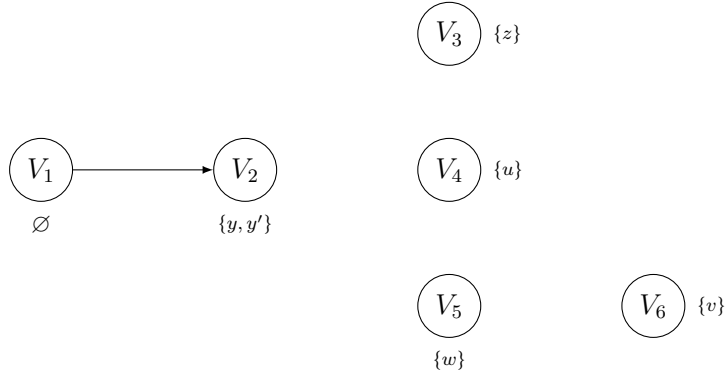 V₃ {z}
V₁ V₂ V₄ {u}
∅ {y, y′}
V₅ V₆ {v}
{w}